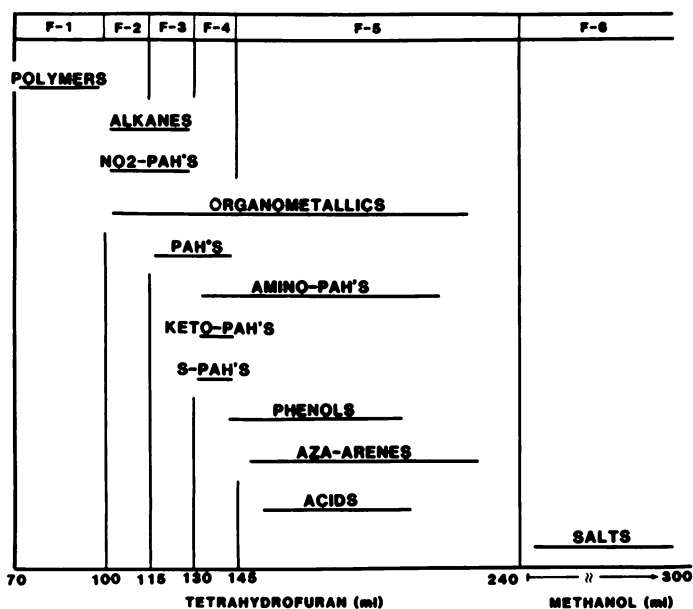 F-1 F-2 F-3 F-4 F-5 F-6
POLYMERS
ALKANES
NO2-PAH'S
ORGANOMETALLICS
PAH'S
AMINO-PAH'S
KETO-PAH'S
S-PAH'S
PHENOLS
AZA-ARENES
ACIDS
SALTS
70 100 115 130 145 240 300
TETRAHYDROFURAN (ml) METHANOL (ml)